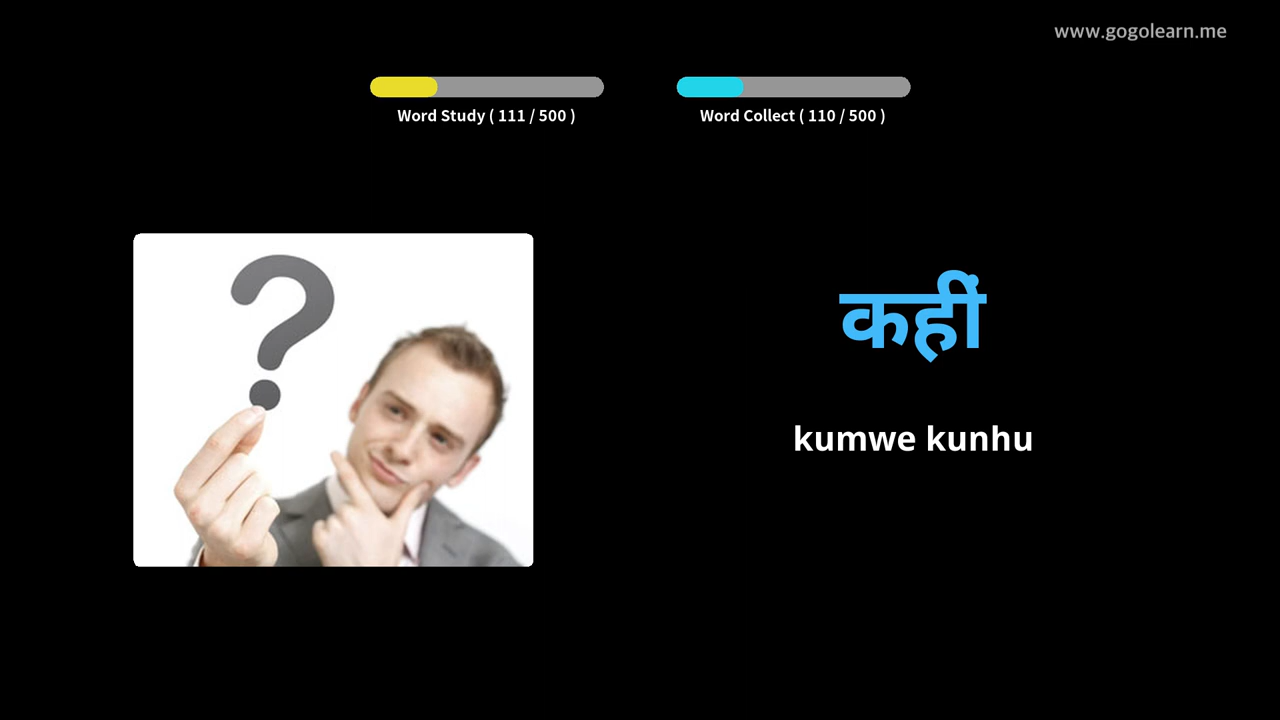 www.gogolearn.me
Word Study ( 111 / 500 )
Word Collect ( 110 / 500 )
कहीं
kumwe kunhu